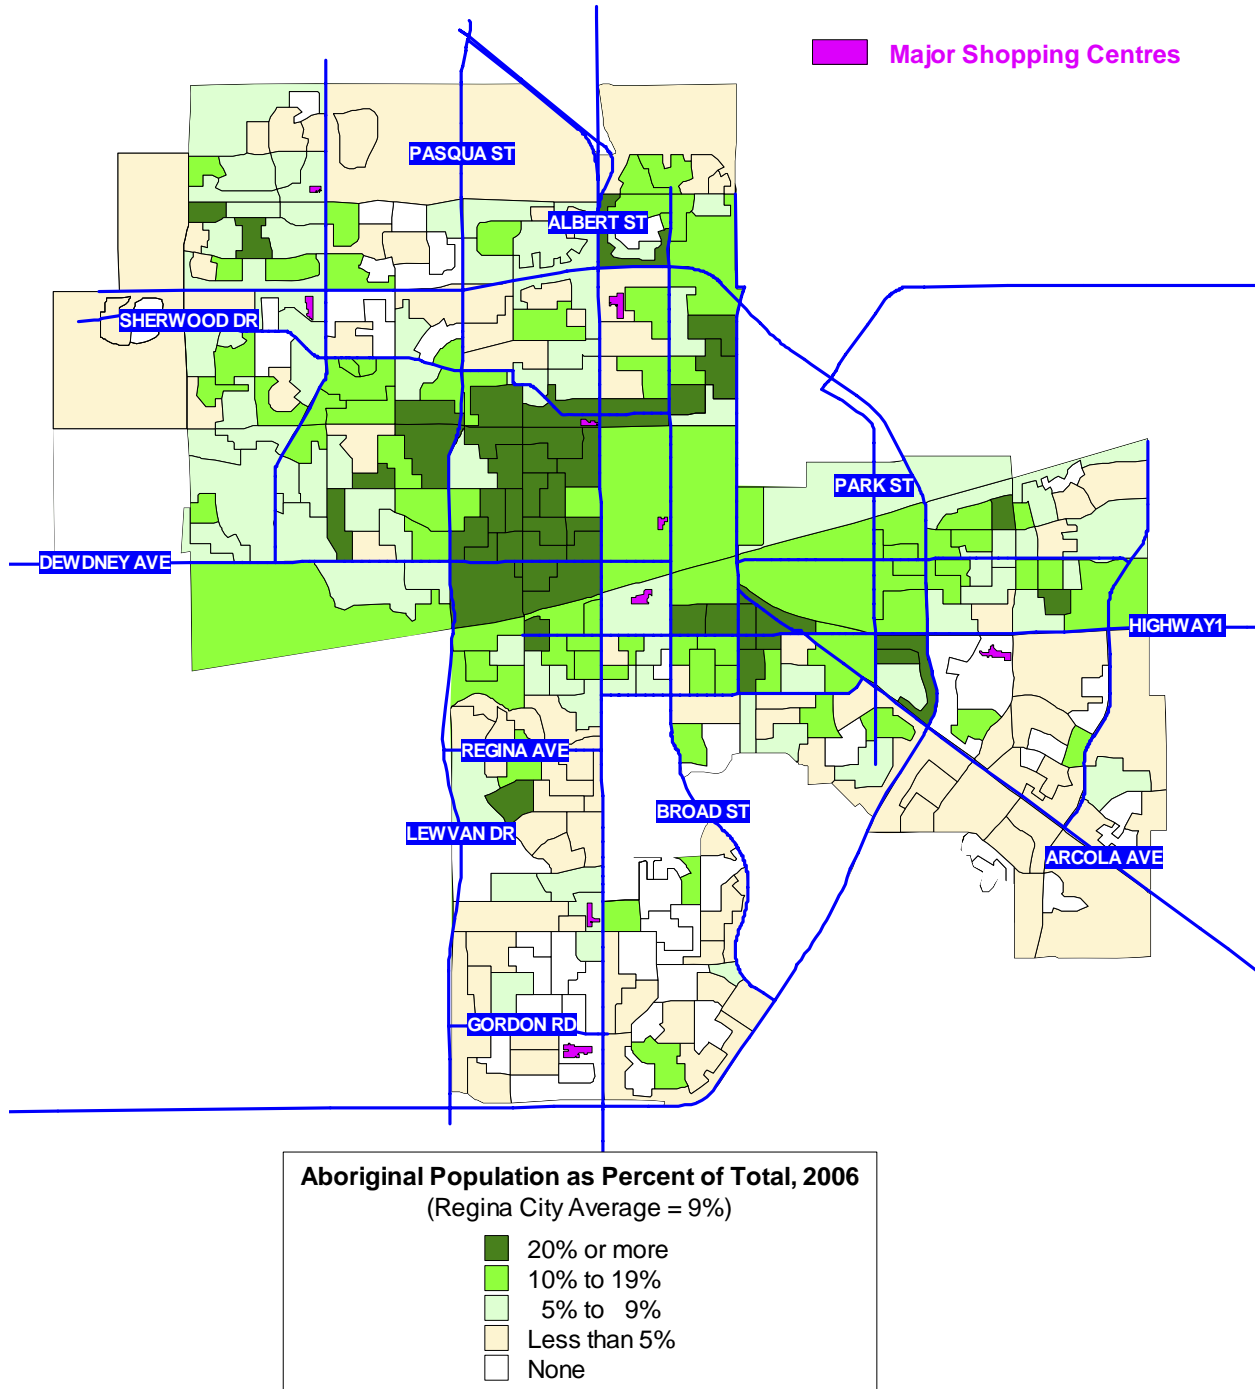 Major Shopping Centres
PASQUA ST
ALBERT ST
SHERWOOD DR
PARK ST
DEWDNEY AVE
HIGHWAY1
REGINA AVE
BROAD ST
LEWVAN DR
ARCOLA AVE
GORDON RD
Aboriginal Population as Percent of Total, 2006
(Regina City Average = 9%)
20% or more
10% to 19%
5% to 9%
Less than 5%
None